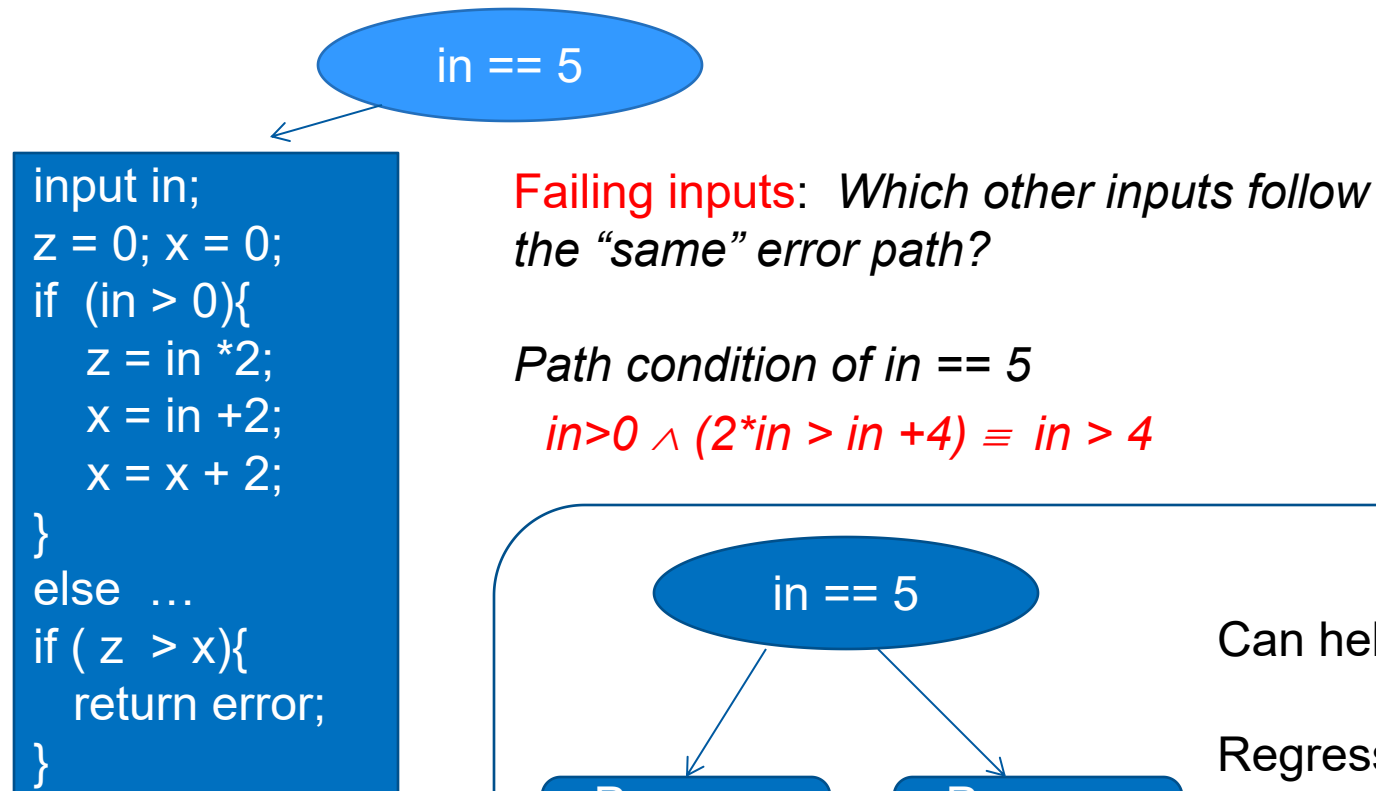 in == 5
input in;
z = 0; x = 0;
if (in > 0){
z = in *2;
x = in +2;
x = x + 2;
}
else …
if ( z > x){
return error;
}
Failing inputs: Which other inputs follow
the “same” error path?
Path condition of in == 5
in>0 ∧ (2*in > in +4) ≡ in > 4
in == 5
Can